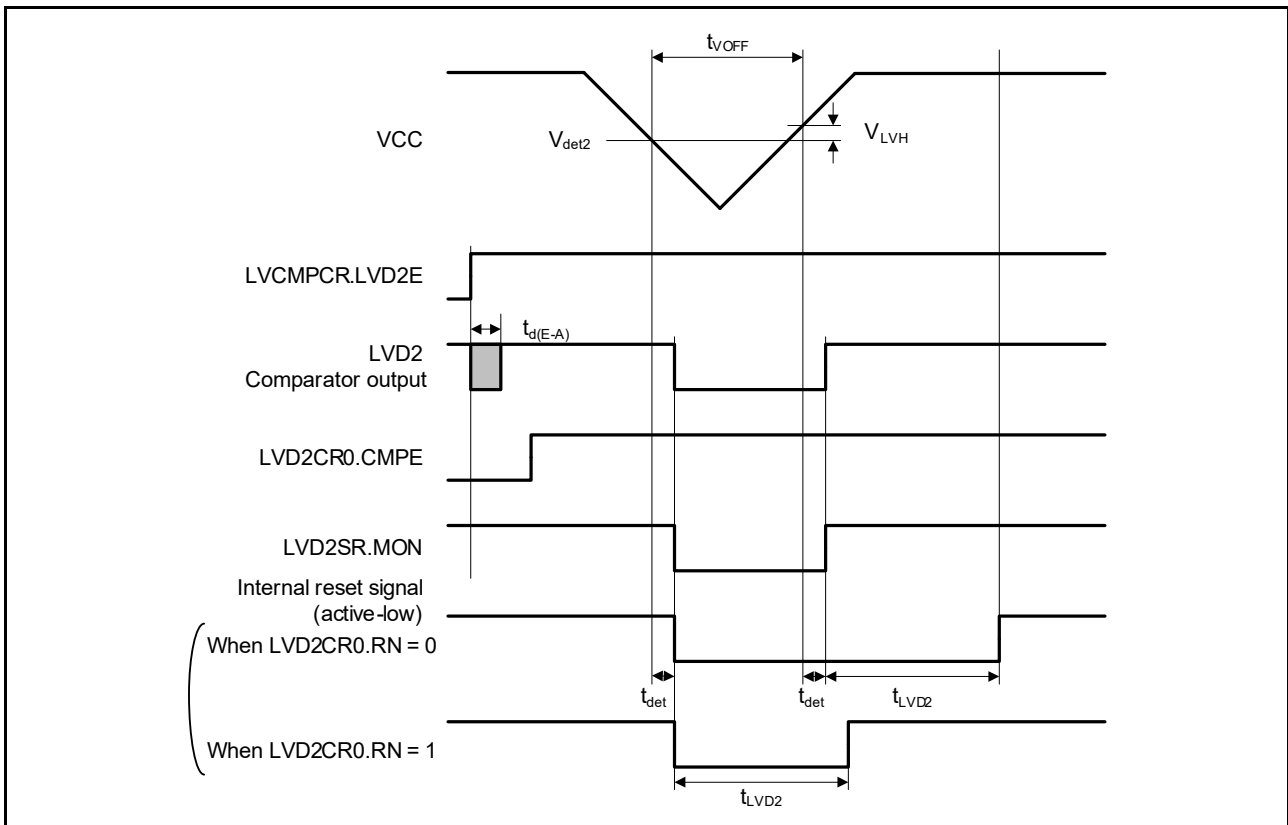 tVOFF
VCC
Vdet2
VLVH
LVCMPCR.LVD2E
td(E-A)
LVD2
Comparator output
LVD2CR0.CMPE
LVD2SR.MON
Internal reset signal
(active-low)
When LVD2CR0.RN = 0
tdet
tdet
tLVD2
When LVD2CR0.RN = 1
tLVD2